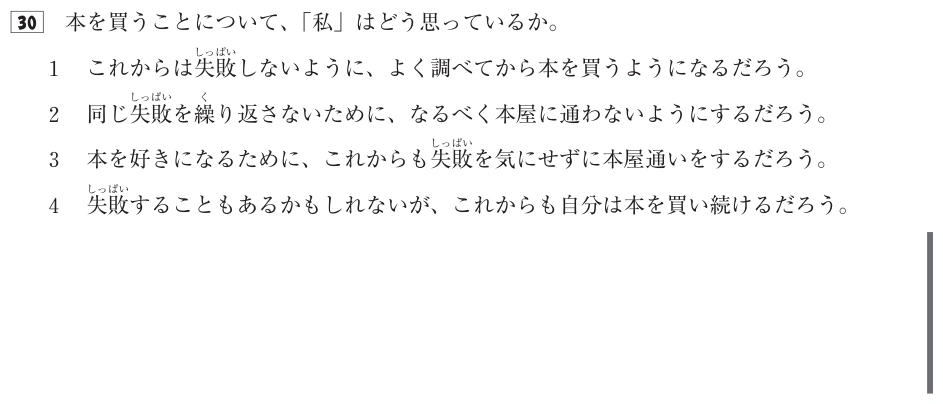 30 本を買うことについて、「私」はどう思っているか。
1 これからは失敗しないように、よく調べてから本を買うようになるだろう。
2 同じ失敗を繰り返さないために、なるべく本屋に通わないようにするだろう。
3 本を好きになるために、これからも失敗を気にせずに本屋通いをするだろう。
4 失敗することもあるかもしれないが、これからも自分は本を買い続けるだろう。